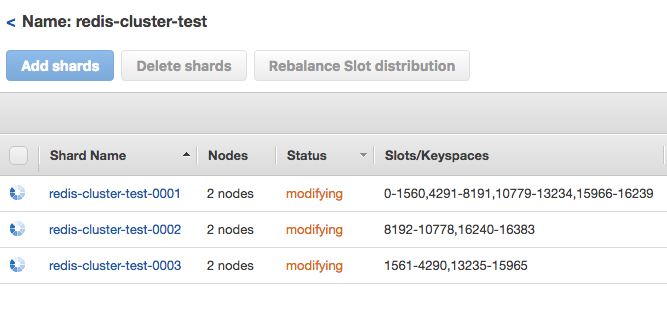 < Name: redis-cluster-test
Add shards Delete shards Rebalance Slot distribution
Shard Name Nodes Status Slots/Keyspaces
redis-cluster-test-0001 2 nodes modifying 0-1560,4291-8191,10779-13234,15966-16239
redis-cluster-test-0002 2 nodes modifying 8192-10778,16240-16383
redis-cluster-test-0003 2 nodes modifying 1561-4290,13235-15965